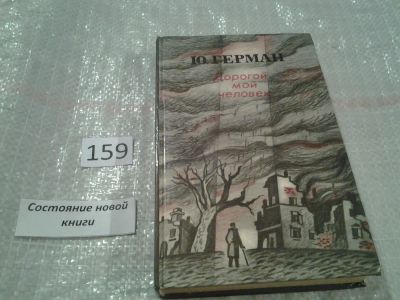 Ю. ГЕРМАН
Дорогой
мой
человек
159
Состояние новой
книги